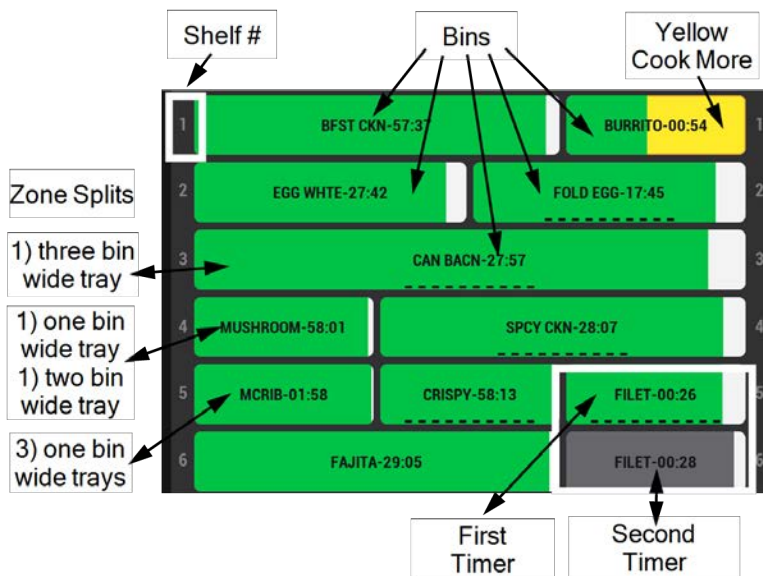 Shelf #
Bins
Yellow
Cook More
1 BFST CKN-57:37 BURRITO-00:54 1
Zone Splits
2 EGG WHTE-27:42 FOLD EGG-17:45 2
1) three bin
wide tray
3 CAN BACN-27:57 3
1) one bin
wide tray
1) two bin
wide tray
4 MUSHROOM-58:01 SPCY CKN-28:07 4
3) one bin
wide trays
5 MCRIB-01:58 CRISPY-58:13 FILET-00:26 5
6 FAJITA-29:05 FILET-00:28 6
First
Timer
Second
Timer